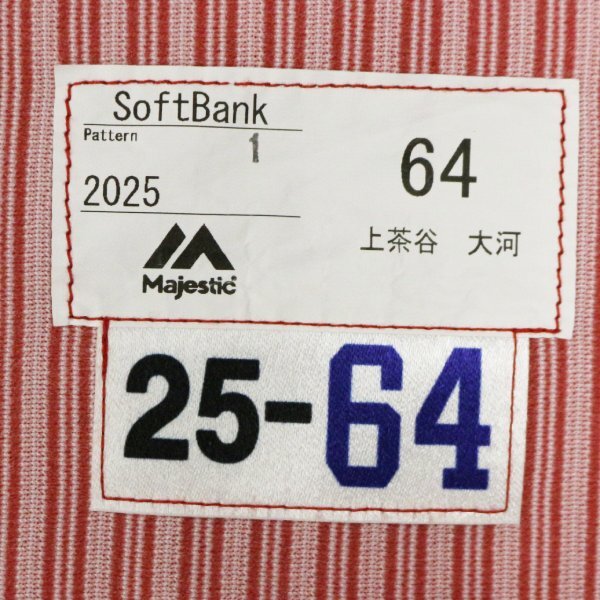 SoftBank
Pattern 1
2025
Majestic
64
上茶谷 大河
25-64